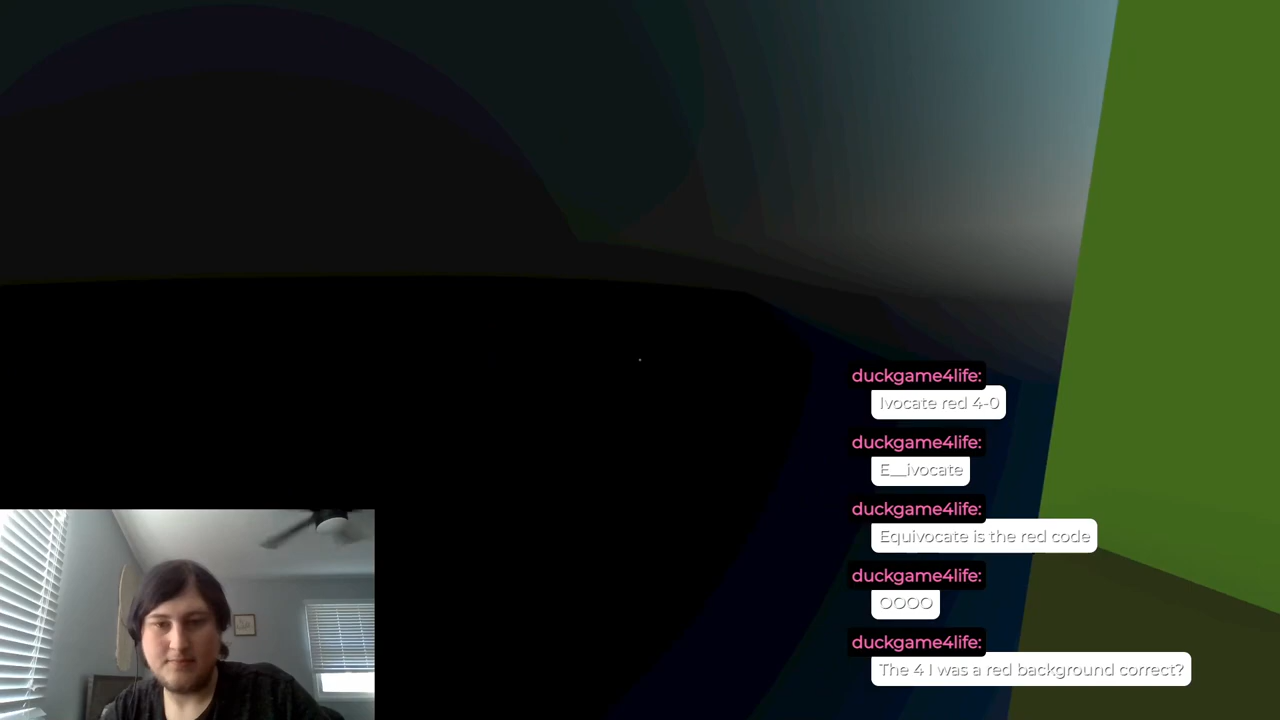 duckgame4life:
Ivocate red 4-0
duckgame4life:
E__ivocate
duckgame4life:
Equivocate is the red code
duckgame4life:
OOOO
duckgame4life:
The 4 I was a red background correct?